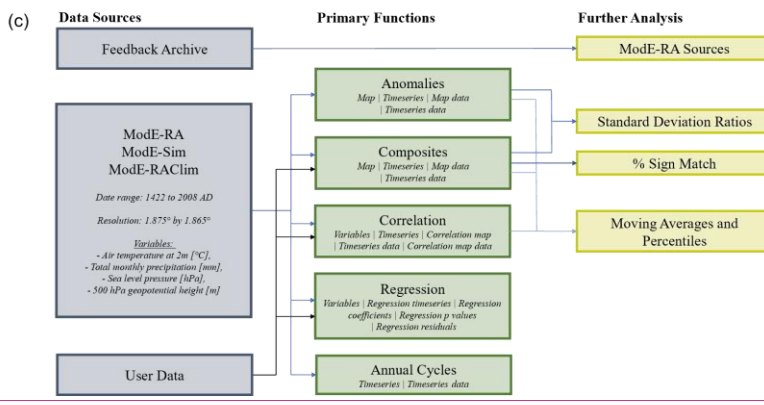 (c)
Data Sources
Primary Functions
Further Analysis
Feedback Archive
ModE-RA Sources
Anomalies
Map | Timeseries | Map data
| Timeseries data
Standard Deviation Ratios
ModE-RA
ModE-Sim
ModE-RAClim
Date range: 1422 to 2008 AD
Resolution: 1.875° by 1.865°
Variables:
- Air temperature at 2m [°C],
- Total monthly precipitation [mm],
- Sea level pressure [hPa],
- 500 hPa geopotential height [m]
Composites
Map | Timeseries | Map data
| Timeseries data
% Sign Match
Correlation
Variables | Timeseries | Correlation map
| Timeseries data | Correlation map data
Moving Averages and
Percentiles
Regression
Variables | Regression timeseries | Regression
coefficients | Regression p values
| Regression residuals
User Data
Annual Cycles
Timeseries | Timeseries data